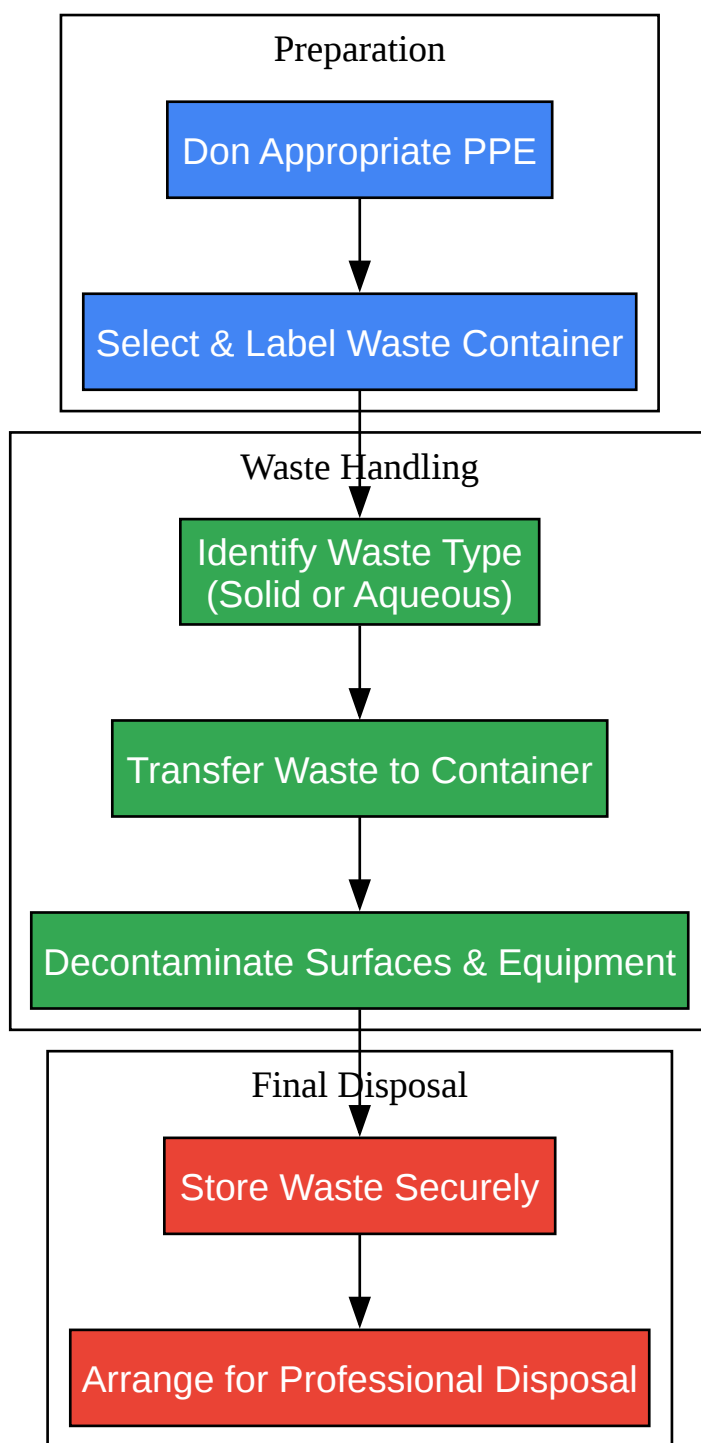 Preparation
Don Appropriate PPE
Select & Label Waste Container
Waste Handling
Identify Waste Type
(Solid or Aqueous)
Transfer Waste to Container
Decontaminate Surfaces & Equipment
Final Disposal
Store Waste Securely
Arrange for Professional Disposal